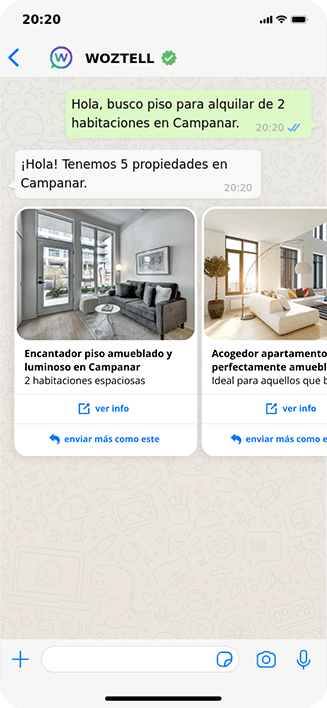 20:20
WOZTELL
Hola, busco piso para alquilar de 2
habitaciones en Campanar.
20:20
¡Hola! Tenemos 5 propiedades en
Campanar.
20:20
Encantador piso amueblado y
luminoso en Campanar
2 habitaciones espaciosas
ver info
enviar más como este
Acogedor apartamento
perfectamente
Ideal para aquellos que
ver info
enviar más como